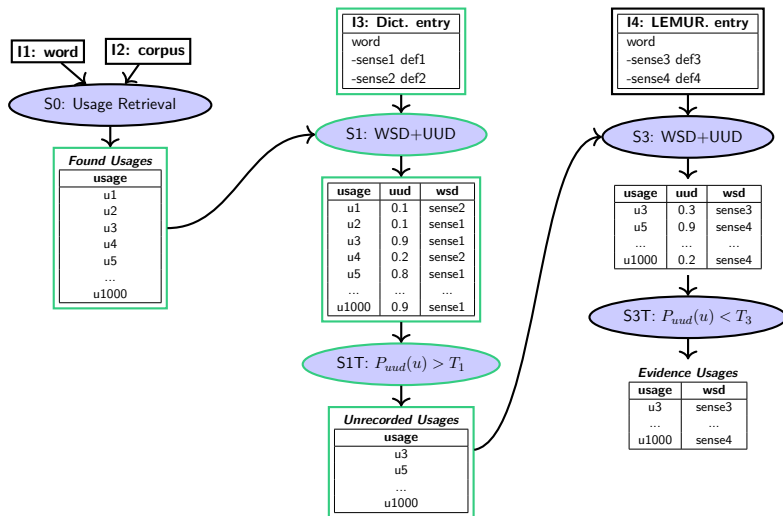 I1: word
I2: corpus
S0: Usage Retrieval
Found Usages
usage
u1
u2
u3
u4
u5
...
u1000
I3: Dict. entry
word
-sense1 def1
-sense2 def2
S1: WSD+UUD
usage uud wsd
u1 0.1 sense2
u2 0.1 sense1
u3 0.9 sense1
u4 0.2 sense2
u5 0.8 sense1
... ... ...
u1000 0.9 sense1
S1T: P_uud(u) > T_1
Unrecorded Usages
usage
u3
u5
...
u1000
I4: LEMUR. entry
word
-sense3 def3
-sense4 def4
S3: WSD+UUD
usage uud wsd
u3 0.3 sense3
u5 0.9 sense4
... ... ...
u1000 0.2 sense4
S3T: P_uud(u) < T_3
Evidence Usages
usage wsd
u3 sense3
... ...
u1000 sense4